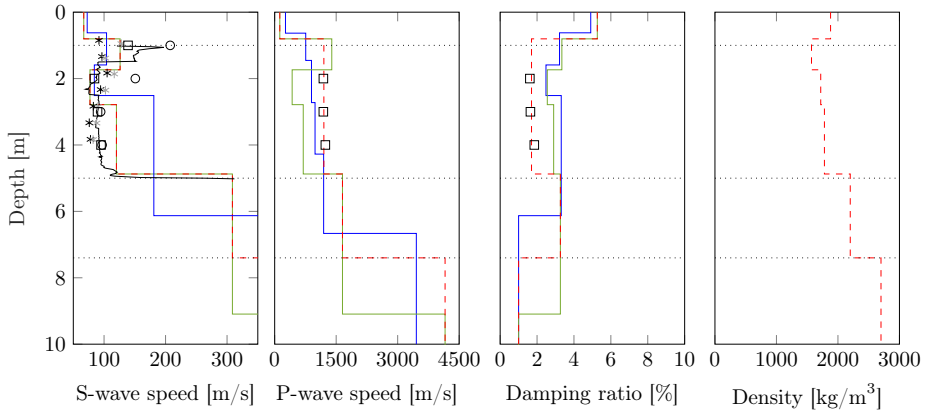 0
2
4
6
8
10
Depth [m]
100 200 300
0 1500 3000 4500
0 2 4 6 8 10
0 1000 2000 3000
S-wave speed [m/s]
P-wave speed [m/s]
Damping ratio [%]
Density [kg/m³]